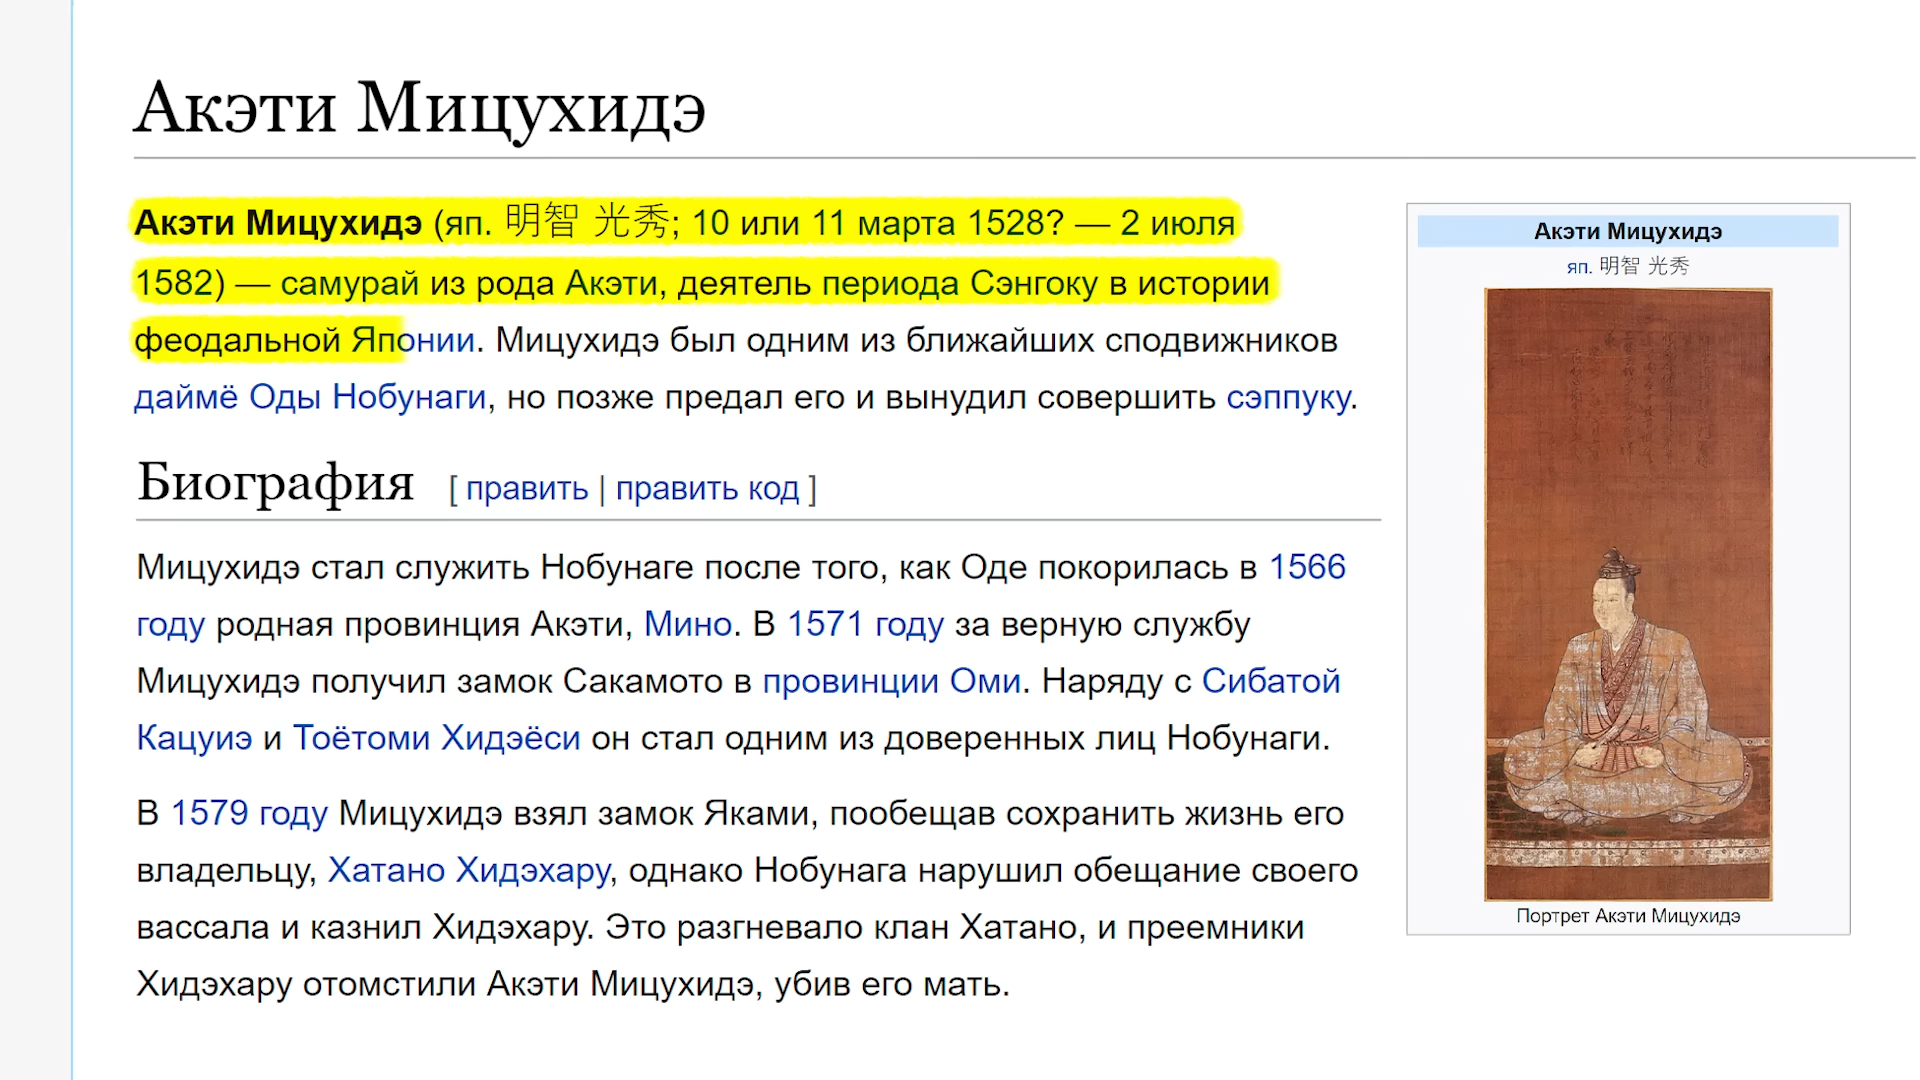 Акэти Мицухидэ
Акэти Мицухидэ (яп. 明智 光秀; 10 или 11 марта 1528? — 2 июля
1582) — самурай из рода Акэти, деятель периода Сэнгоку в истории
феодальной Японии. Мицухидэ был одним из ближайших сподвижников
даймё Оды Нобунаги, но позже предал его и вынудил совершить сэппуку.
Биография [ править | править код ]
Мицухидэ стал служить Нобунаге после того, как Оде покорилась в 1566
году родная провинция Акэти, Мино. В 1571 году за верную службу
Мицухидэ получил замок Сакамото в провинции Оми. Наряду с Сибатой
Кацуиэ и Тоётоми Хидэёси он стал одним из доверенных лиц Нобунаги.
В 1579 году Мицухидэ взял замок Яками, пообещав сохранить жизнь его
владельцу, Хатано Хидэхару, однако Нобунага нарушил обещание своего
вассала и казнил Хидэхару. Это разгневало клан Хатано, и преемники
Хидэхару отомстили Акэти Мицухидэ, убив его мать.
Акэти Мицухидэ
яп. 明智 光秀
Портрет Акэти Мицухидэ